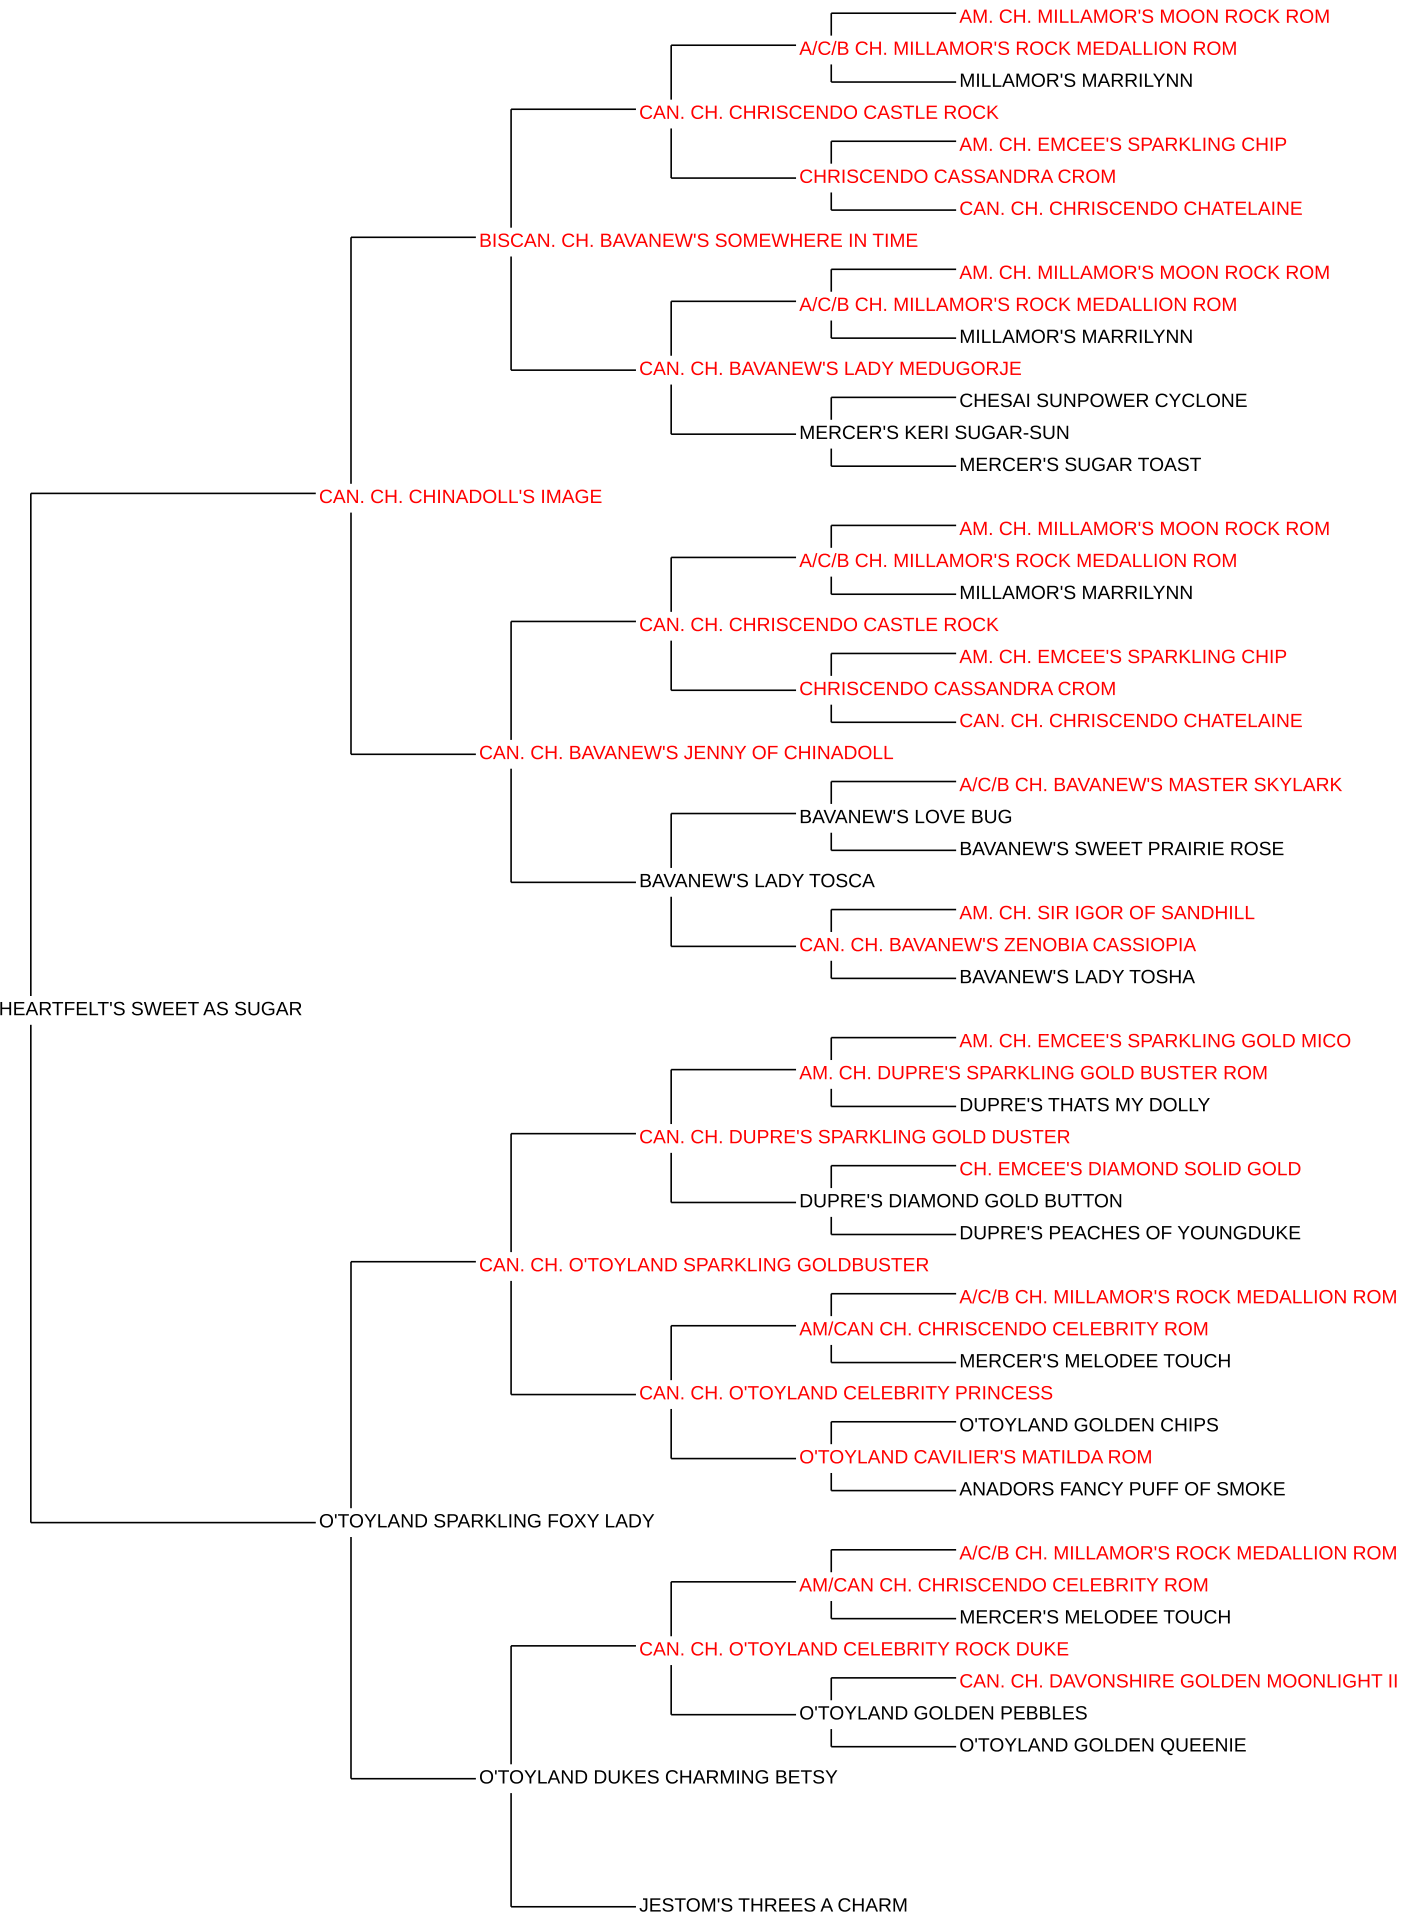 AM. CH. MILLAMOR'S MOON ROCK ROM
A/C/B CH. MILLAMOR'S ROCK MEDALLION ROM
MILLAMOR'S MARRILYNN
CAN. CH. CHRISCENDO CASTLE ROCK
AM. CH. EMCEE'S SPARKLING CHIP
CHRISCENDO CASSANDRA CROM
CAN. CH. CHRISCENDO CHATELAINE
BISCAN. CH. BAVANEW'S SOMEWHERE IN TIME
AM. CH. MILLAMOR'S MOON ROCK ROM
A/C/B CH. MILLAMOR'S ROCK MEDALLION ROM
MILLAMOR'S MARRILYNN
CAN. CH. BAVANEW'S LADY MEDUGORJE
CHESAI SUNPOWER CYCLONE
MERCER'S KERI SUGAR-SUN
MERCER'S SUGAR TOAST
CAN. CH. CHINADOLL'S IMAGE
AM. CH. MILLAMOR'S MOON ROCK ROM
A/C/B CH. MILLAMOR'S ROCK MEDALLION ROM
MILLAMOR'S MARRILYNN
CAN. CH. CHRISCENDO CASTLE ROCK
AM. CH. EMCEE'S SPARKLING CHIP
CHRISCENDO CASSANDRA CROM
CAN. CH. CHRISCENDO CHATELAINE
CAN. CH. BAVANEW'S JENNY OF CHINADOLL
A/C/B CH. BAVANEW'S MASTER SKYLARK
BAVANEW'S LOVE BUG
BAVANEW'S SWEET PRAIRIE ROSE
BAVANEW'S LADY TOSCA
AM. CH. SIR IGOR OF SANDHILL
CAN. CH. BAVANEW'S ZENOBIA CASSIOPIA
BAVANEW'S LADY TOSHA
HEARTFELT'S SWEET AS SUGAR
AM. CH. EMCEE'S SPARKLING GOLD MICO
AM. CH. DUPRE'S SPARKLING GOLD BUSTER ROM
DUPRE'S THATS MY DOLLY
CAN. CH. DUPRE'S SPARKLING GOLD DUSTER
CH. EMCEE'S DIAMOND SOLID GOLD
DUPRE'S DIAMOND GOLD BUTTON
DUPRE'S PEACHES OF YOUNGDUKE
CAN. CH. O'TOYLAND SPARKLING GOLDBUSTER
A/C/B CH. MILLAMOR'S ROCK MEDALLION ROM
AM/CAN CH. CHRISCENDO CELEBRITY ROM
MERCER'S MELODEE TOUCH
CAN. CH. O'TOYLAND CELEBRITY PRINCESS
O'TOYLAND GOLDEN CHIPS
O'TOYLAND CAVILIER'S MATILDA ROM
ANADORS FANCY PUFF OF SMOKE
O'TOYLAND SPARKLING FOXY LADY
A/C/B CH. MILLAMOR'S ROCK MEDALLION ROM
AM/CAN CH. CHRISCENDO CELEBRITY ROM
MERCER'S MELODEE TOUCH
CAN. CH. O'TOYLAND CELEBRITY ROCK DUKE
CAN. CH. DAVONSHIRE GOLDEN MOONLIGHT II
O'TOYLAND GOLDEN PEBBLES
O'TOYLAND GOLDEN QUEENIE
O'TOYLAND DUKES CHARMING BETSY
JESTOM'S THREES A CHARM